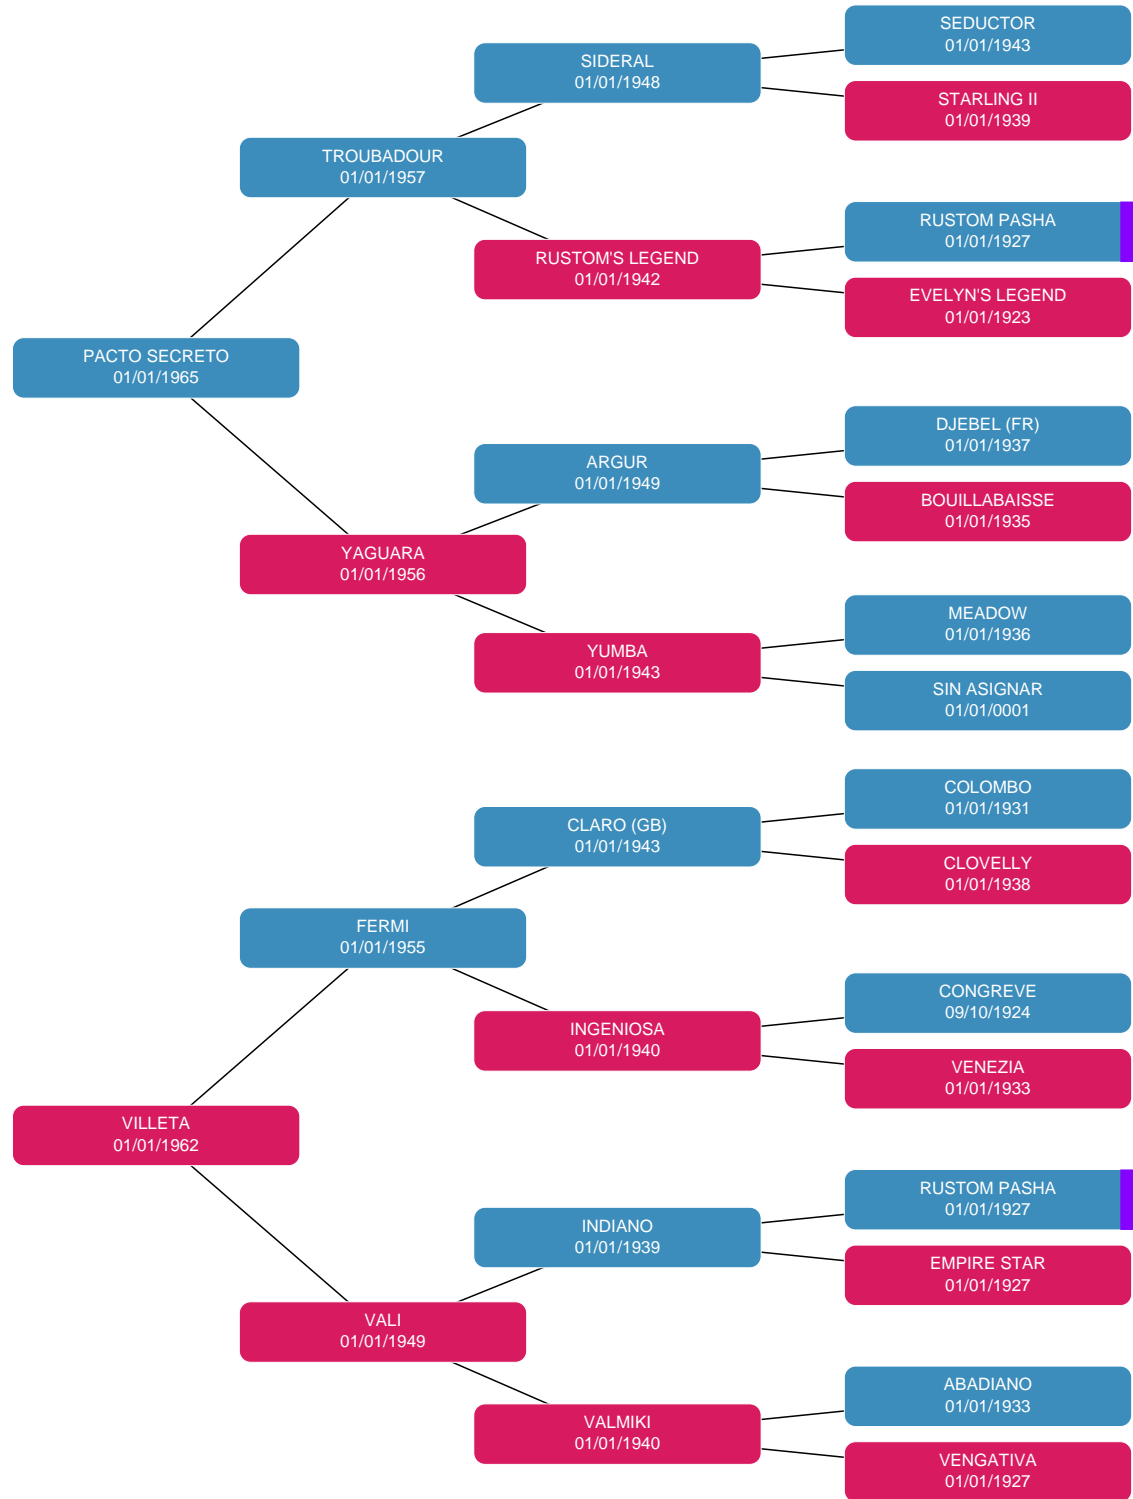 SEDUCTOR
01/01/1943
SIDERAL
01/01/1948
STARLING II
01/01/1939
TROUBADOUR
01/01/1957
RUSTOM PASHA
01/01/1927
RUSTOM'S LEGEND
01/01/1942
EVELYN'S LEGEND
01/01/1923
PACTO SECRETO
01/01/1965
DJEBEL (FR)
01/01/1937
ARGUR
01/01/1949
BOUILLABAISSE
01/01/1935
YAGUARA
01/01/1956
MEADOW
01/01/1936
YUMBA
01/01/1943
SIN ASIGNAR
01/01/0001
COLOMBO
01/01/1931
CLARO (GB)
01/01/1943
CLOVELLY
01/01/1938
FERMI
01/01/1955
CONGREVE
09/10/1924
INGENIOSA
01/01/1940
VENEZIA
01/01/1933
VILLETA
01/01/1962
RUSTOM PASHA
01/01/1927
INDIANO
01/01/1939
EMPIRE STAR
01/01/1927
VALI
01/01/1949
ABADIANO
01/01/1933
VALMIKI
01/01/1940
VENGATIVA
01/01/1927